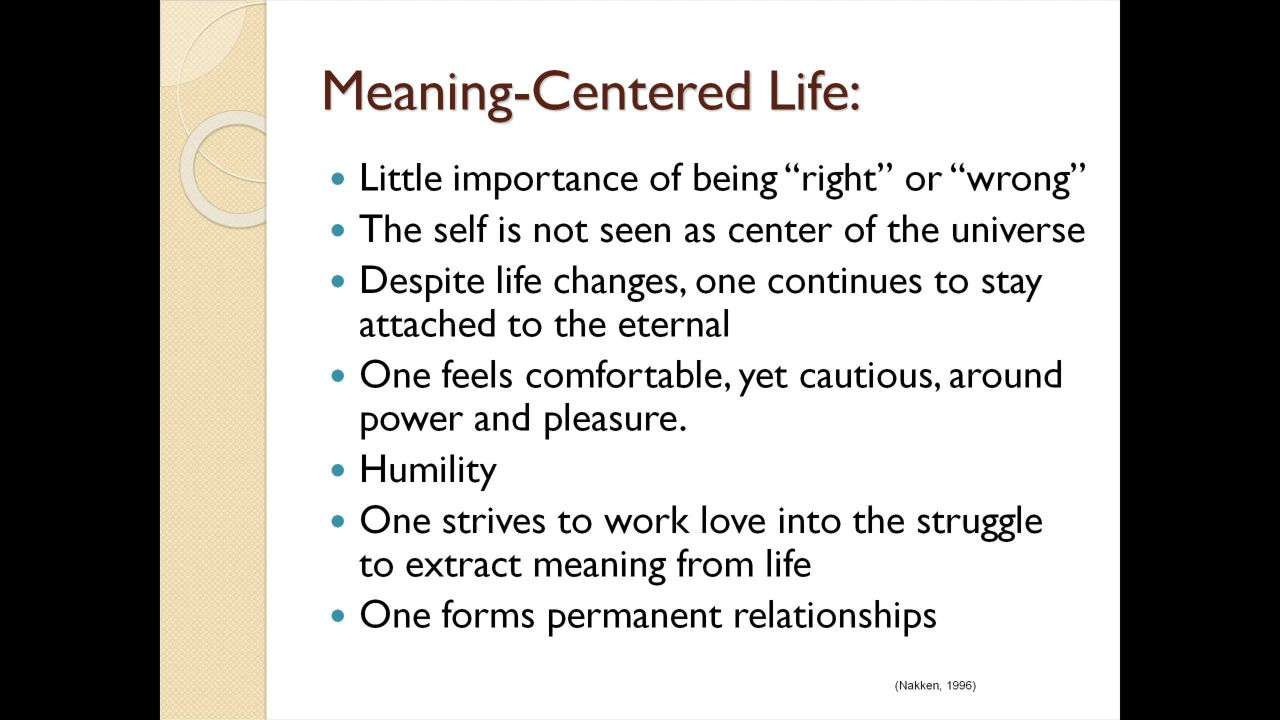 Meaning-Centered Life:
• Little importance of being “right” or “wrong”
• The self is not seen as center of the universe
• Despite life changes, one continues to stay
attached to the eternal
• One feels comfortable, yet cautious, around
power and pleasure.
• Humility
• One strives to work love into the struggle
to extract meaning from life
• One forms permanent relationships
(Nakken, 1996)